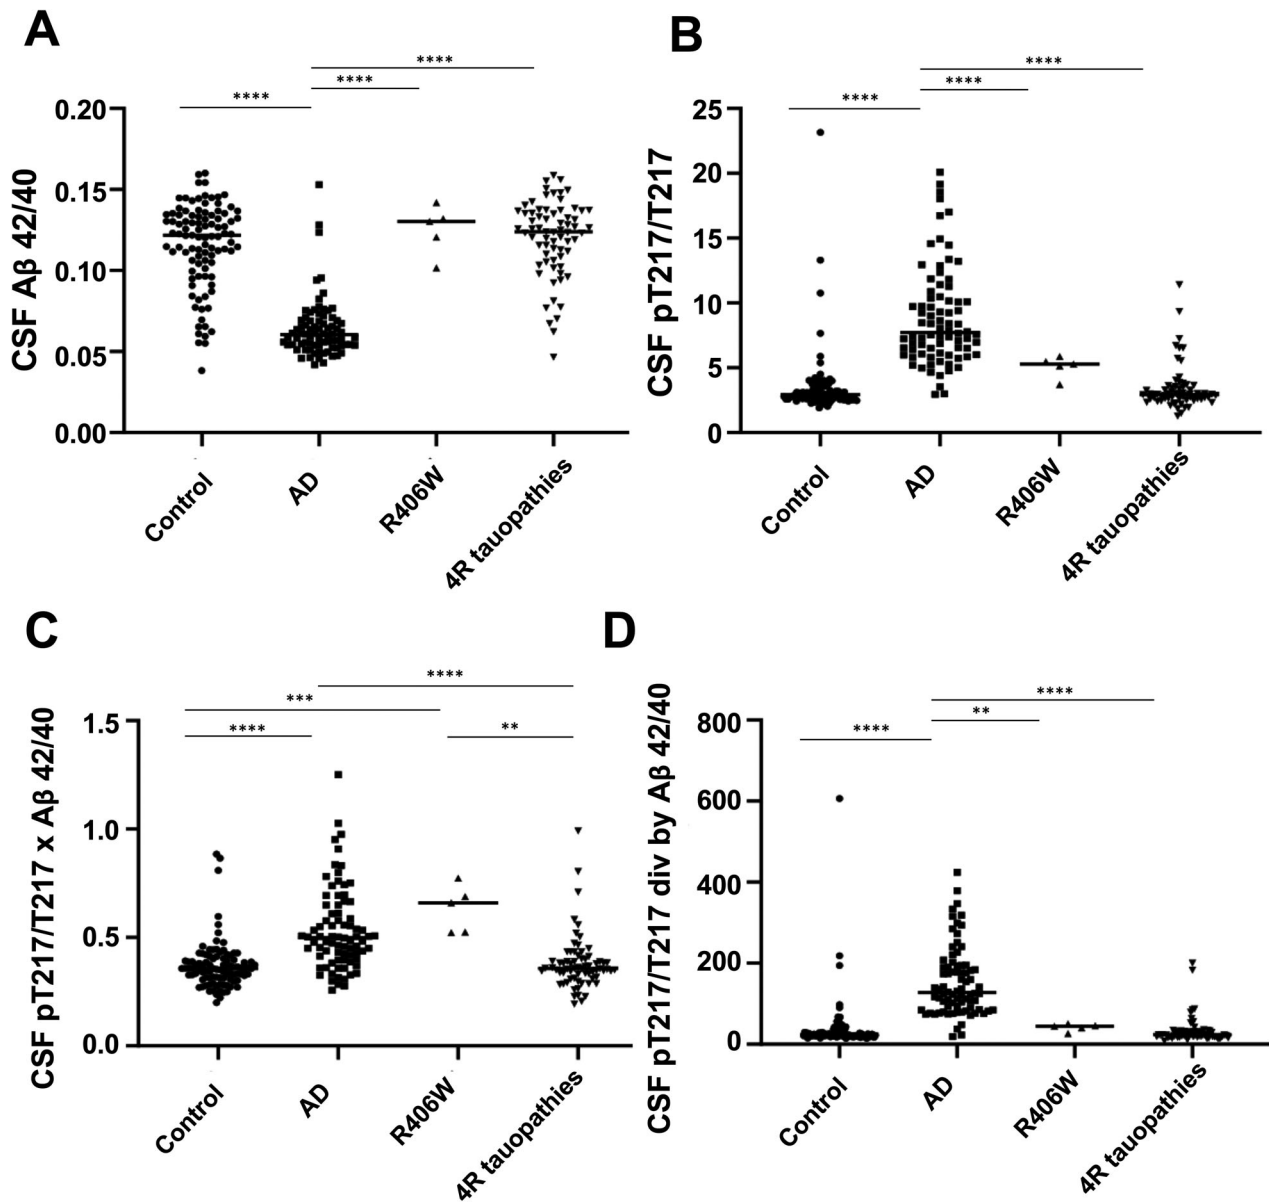 A
****
****
****
CSF Aβ 42/40
0.20
0.15
0.10
0.05
0.00
Control
AD
R406W
4R tauopathies
B
****
****
****
CSF pT217/T217
25
20
15
10
5
0
Control
AD
R406W
4R tauopathies
C
****
***
****
**
CSF pT217/T217 x Aβ 42/40
1.5
1.0
0.5
0.0
Control
AD
R406W
4R tauopathies
D
****
**
****
CSF pT217/T217 div by Aβ 42/40
800
600
400
200
0
Control
AD
R406W
4R tauopathies